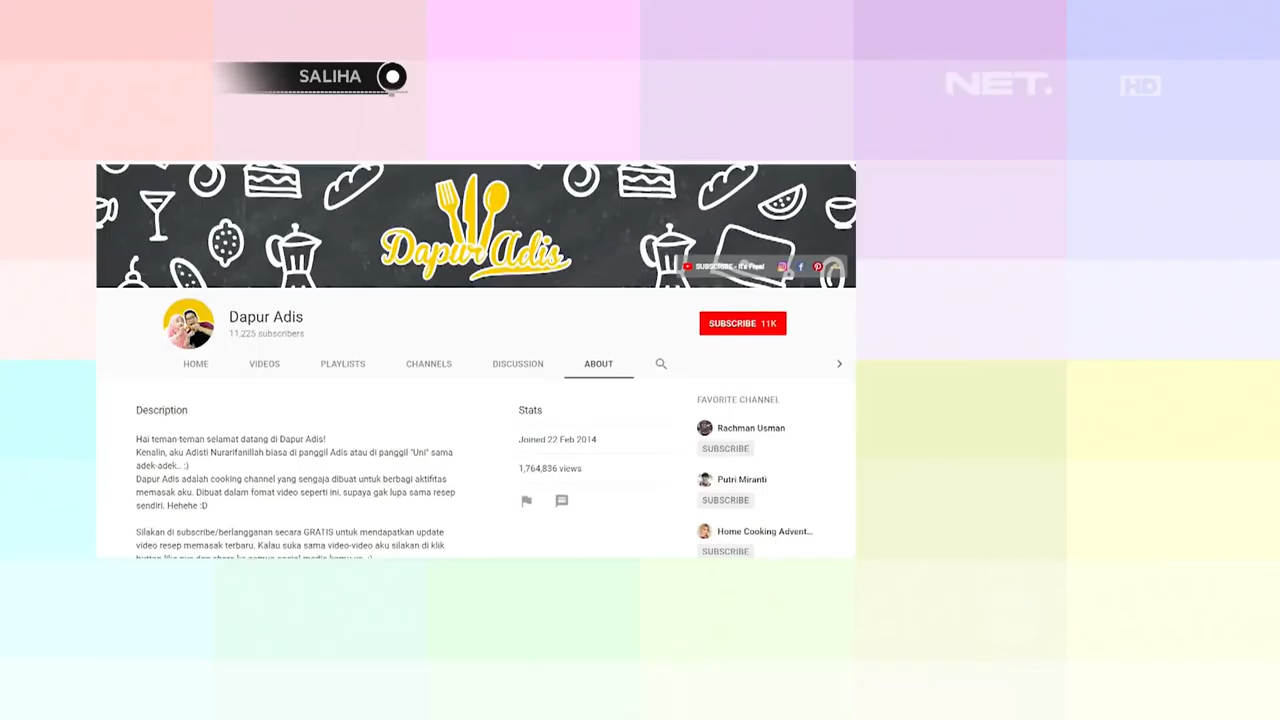 SALIHA
NET.
HD
Dapur Adis
SUBSCRIBE - It's Free!
Dapur Adis
11,225 subscribers
SUBSCRIBE 11K
HOME VIDEOS PLAYLISTS CHANNELS DISCUSSION ABOUT
Description
Hai teman-teman selamat datang di Dapur Adis!
Kenalin, aku Adisti Nurarifanillah biasa di panggil Adis atau di panggil "Uni" sama
adek-adek.. :)
Dapur Adis adalah cooking channel yang sengaja dibuat untuk berbagi aktifitas
memasak aku. Dibuat dalam fomat video seperti ini, supaya gak lupa sama resep
sendiri. Hehehe :D
Silakan di subscribe/berlangganan secara GRATIS untuk mendapatkan update
video resep memasak terbaru. Kalau suka sama video-video aku silakan di klik
Stats
Joined 22 Feb 2014
1,764,836 views
FAVORITE CHANNEL
Rachman Usman
SUBSCRIBE
Putri Miranti
SUBSCRIBE
Home Cooking Advent...
SUBSCRIBE